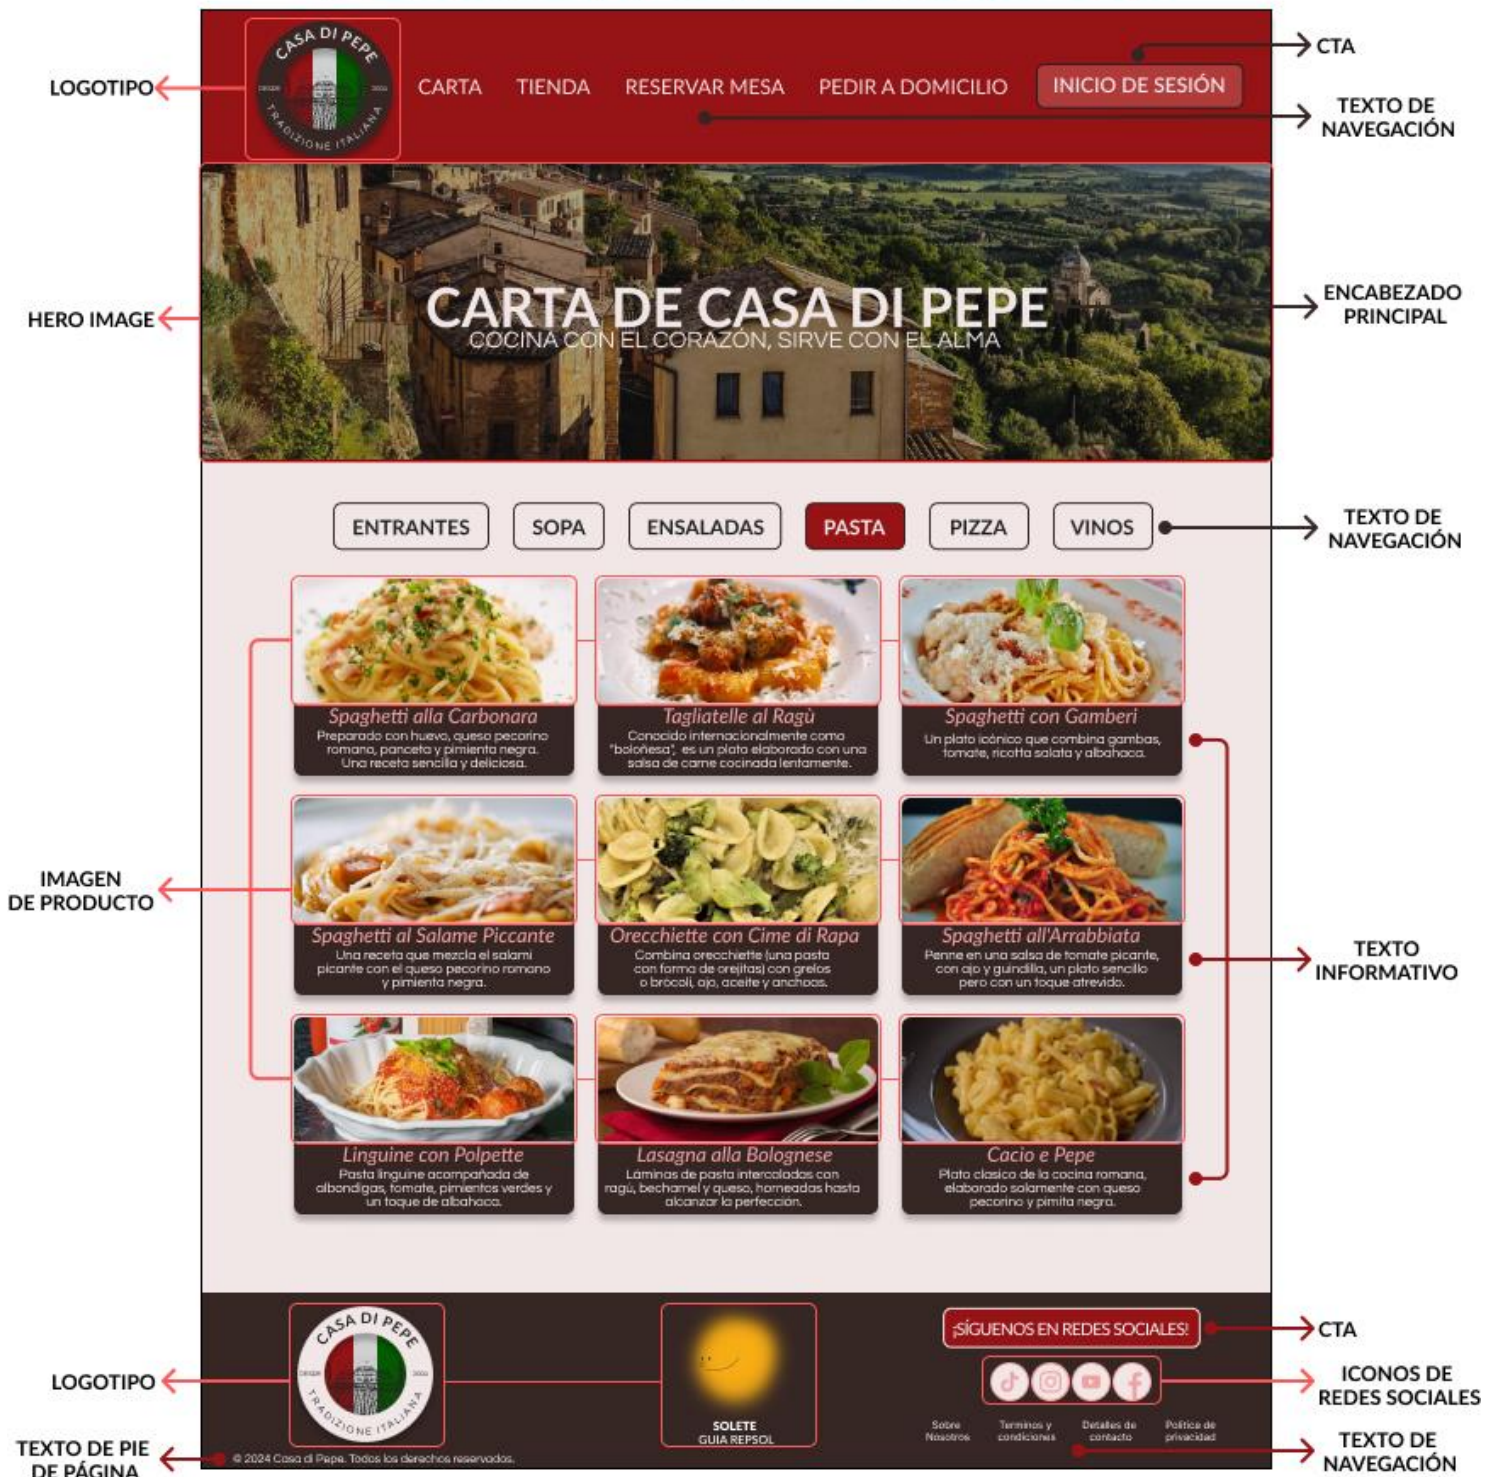 CASA DI PEPE
DESDE 2002
TRADIZIONE ITALIANA
CARTA TIENDA RESERVAR MESA PEDIR A DOMICILIO INICIO DE SESIÓN
CTA
TEXTO DE
NAVEGACIÓN
LOGOTIPO
HERO IMAGE
CARTA DE CASA DI PEPE
COCINA CON EL CORAZÓN, SIRVE CON EL ALMA
ENCABEZADO
PRINCIPAL
ENTRANTES SOPA ENSALADAS PASTA PIZZA VINOS
TEXTO DE
NAVEGACIÓN
Spaghetti alla Carbonara
Preparado con huevo, queso pecorino
romano, panceta y pimienta negra.
Una receta sencilla y deliciosa.
Tagliatelle al Ragù
Conocido internacionalmente como
"boloñesa", es un plato elaborado con una
salsa de carne cocinada lentamente.
Spaghetti con Gamberi
Un plato icónico que combina gambas,
tomate, ricotta salata y albahaca.
IMAGEN
DE PRODUCTO
Spaghetti al Salame Piccante
Una receta que mezcla el salami
picante con el queso pecorino romano
y pimienta negra.
Orecchiette con Cime di Rapa
Combina orecchiette (una pasta
con forma de orejitas) con grelos
o brócoli, ajo, aceite y anchoas.
Spaghetti all'Arrabbiata
Penne en una salsa de tomate picante,
con ajo y guindilla, un plato sencillo
pero con un toque atrevido.
TEXTO
INFORMATIVO
Linguine con Polpette
Pasta linguine acompañada de
albondigas, tomate, pimientos verdes y
un toque de albahaca.
Lasagna alla Bolognese
Láminas de pasta intercaladas con
ragú, bechamel y queso, horneadas hasta
alcanzar la perfección.
Cacio e Pepe
Plato clasico de la cocina romana,
elaborado solamente con queso
pecorino y pimita negra.
LOGOTIPO
CASA DI PEPE
DESDE
TRADIZIONE ITALIANA
SOLETE
GUIA REPSOL
¡SÍGUENOS EN REDES SOCIALES!
CTA
ICONOS DE
REDES SOCIALES
Sobre
Nosotros
Terminos y
condiciones
Detalles de
contacto
Política de
privacidad
TEXTO DE
NAVEGACIÓN
TEXTO DE PIE
DE PÁGINA
© 2024 Casa di Pepe. Todos los derechos reservados.